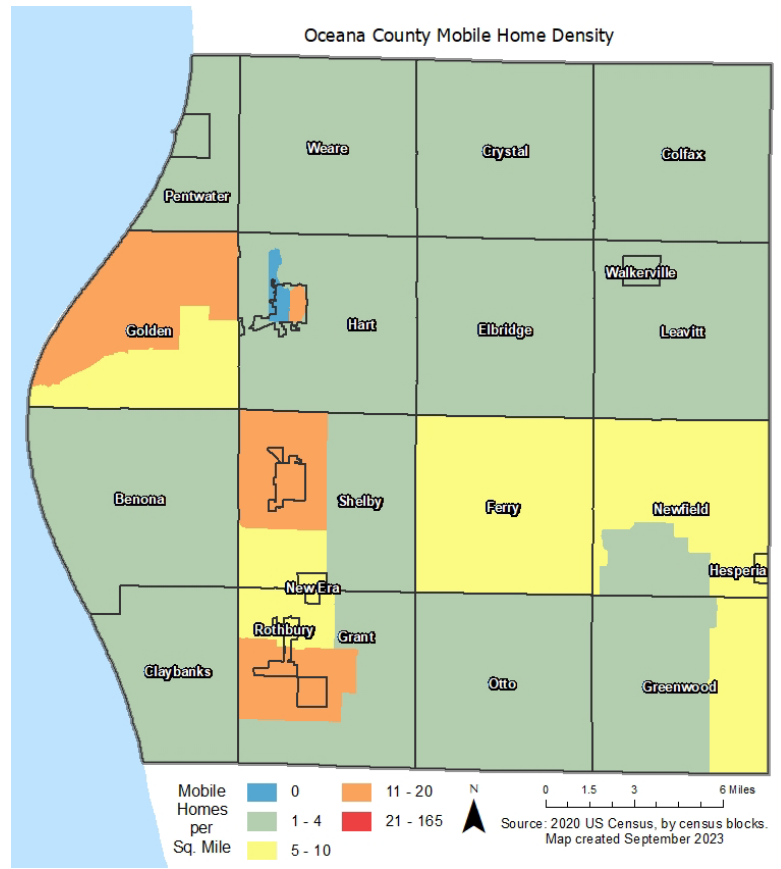 Oceana County Mobile Home Density
Weare
Crystal
Colfax
Pentwater
Walkerville
Golden
Hart
Elbridge
Leavitt
Benona
Shelby
Ferry
Newfield
Hesperia
New Era
Rothbury
Grant
Claybanks
Otto
Greenwood
Mobile
Homes
per
Sq. Mile
0
1 - 4
5 - 10
11 - 20
21 - 165
N
0 1.5 3 6 Miles
Source: 2020 US Census, by census blocks.
Map created September 2023